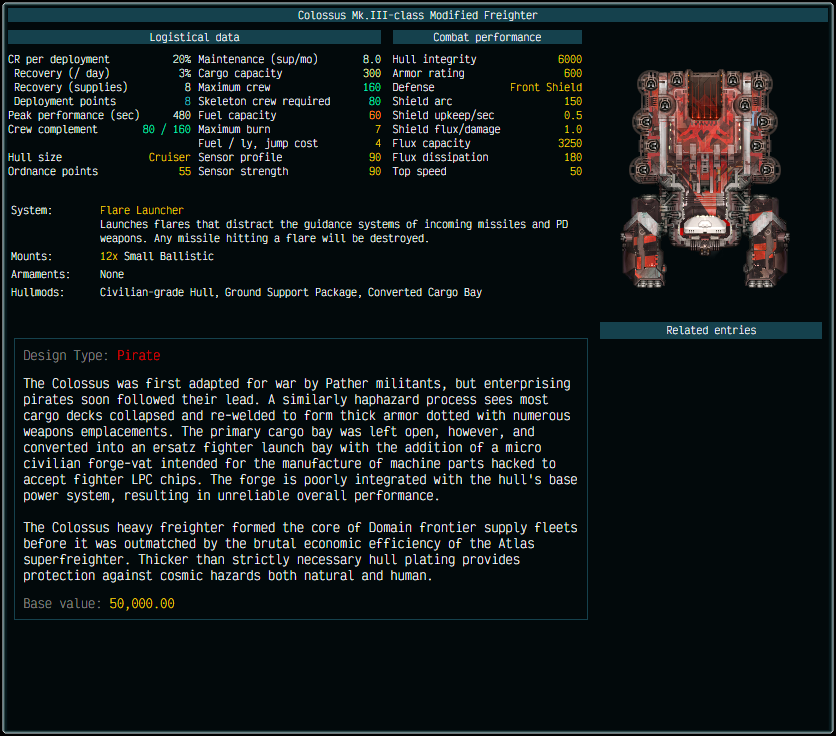 Colossus Mk.III-class Modified Freighter
Logistical data
Combat performance
CR per deployment 20% Maintenance (sup/mo) 8.0 Hull integrity 6000
Recovery (/ day) 3% Cargo capacity 300 Armor rating 600
Recovery (supplies) 8 Maximum crew 160 Defense Front Shield
Deployment points 8 Skeleton crew required 80 Shield arc 150
Peak performance (sec) 480 Fuel capacity 60 Shield upkeep/sec 0.5
Crew complement 80 / 160 Maximum burn 7 Shield flux/damage 1.0
Fuel / ly, jump cost 4 Flux capacity 3250
Hull size Cruiser Sensor profile 90 Flux dissipation 180
Ordnance points 55 Sensor strength 90 Top speed 50
System: Flare Launcher
Launches flares that distract the guidance systems of incoming missiles and PD
weapons. Any missile hitting a flare will be destroyed.
Mounts: 12x Small Ballistic
Armaments: None
Hullmods: Civilian-grade Hull, Ground Support Package, Converted Cargo Bay
Related entries
Design Type: Pirate
The Colossus was first adapted for war by Pather militants, but enterprising
pirates soon followed their lead. A similarly haphazard process sees most
cargo decks collapsed and re-welded to form thick armor dotted with numerous
weapons emplacements. The primary cargo bay was left open, however, and
converted into an ersatz fighter launch bay with the addition of a micro
civilian forge-vat intended for the manufacture of machine parts hacked to
accept fighter LPC chips. The forge is poorly integrated with the hull's base
power system, resulting in unreliable overall performance.
The Colossus heavy freighter formed the core of Domain frontier supply fleets
before it was outmatched by the brutal economic efficiency of the Atlas
superfreighter. Thicker than strictly necessary hull plating provides
protection against cosmic hazards both natural and human.
Base value: 50,000.00